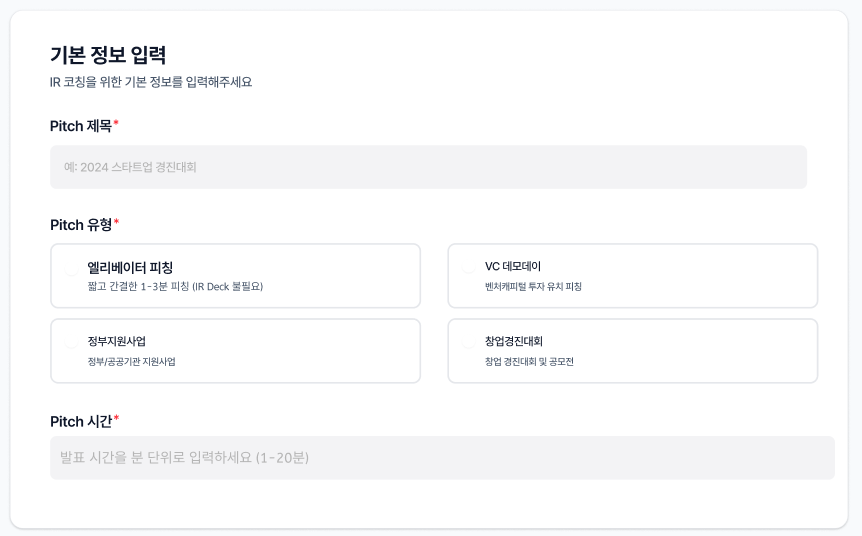 기본 정보 입력
IR 코칭을 위한 기본 정보를 입력해주세요
Pitch 제목*
예: 2024 스타트업 경진대회
Pitch 유형*
엘리베이터 피칭
짧고 간결한 1-3분 피칭 (IR Deck 불필요)
VC 데모데이
벤처캐피털 투자 유치 피칭
정부지원사업
정부/공공기관 지원사업
창업경진대회
창업 경진대회 및 공모전
Pitch 시간*
발표 시간을 분 단위로 입력하세요 (1-20분)